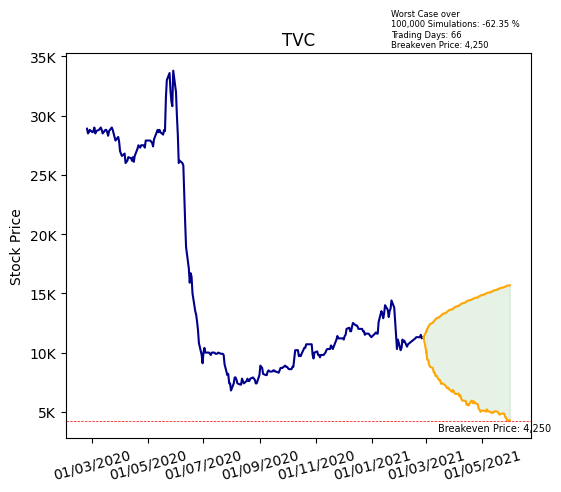 Worst Case over
100,000 Simulations: -62.35 %
Trading Days: 66
Breakeven Price: 4,250
TVC
Stock Price
35K
30K
25K
20K
15K
10K
5K
Breakeven Price: 4,250
01/03/2020
01/05/2020
01/07/2020
01/09/2020
01/11/2020
01/01/2021
01/03/2021
01/05/2021